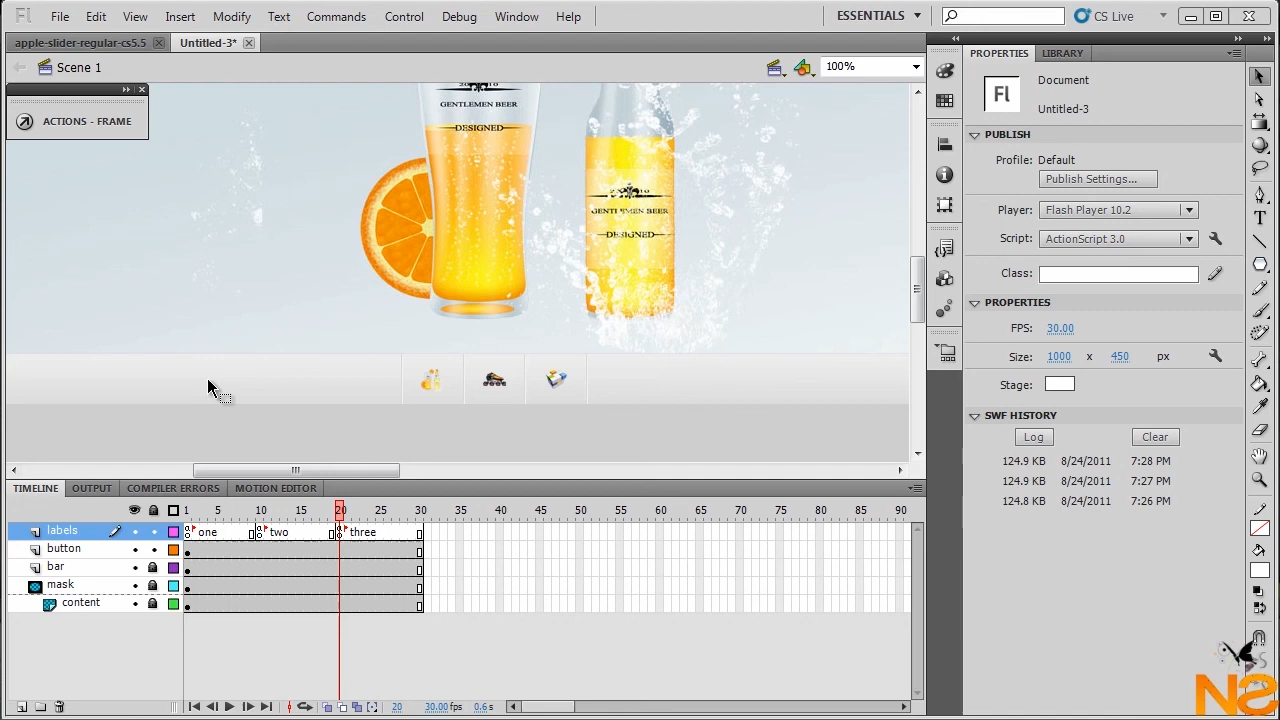 Fl File Edit View Insert Modify Text Commands Control Debug Window Help ESSENTIALS CS Live
apple-slider-regular-cs5.5 Untitled-3*
Scene 1 100%
PROPERTIES LIBRARY
ACTIONS - FRAME
Fl
Document
Untitled-3
GENTLEMEN BEER
DESIGNED
GENTLEMEN BEER
DESIGNED
PUBLISH
Profile: Default
Publish Settings...
Player: Flash Player 10.2
Script: ActionScript 3.0
Class:
PROPERTIES
FPS: 30.00
Size: 1000 x 450 px
Stage:
SWF HISTORY
Log Clear
124.9 KB 8/24/2011 7:28 PM
124.9 KB 8/24/2011 7:27 PM
124.8 KB 8/24/2011 7:26 PM
TIMELINE OUTPUT COMPILER ERRORS MOTION EDITOR
1 5 10 15 20 25 30 35 40 45 50 55 60 65 70 75 80 85 90
labels one two three
button
bar
mask
content
20 30.00 fps 0.6 s
NS